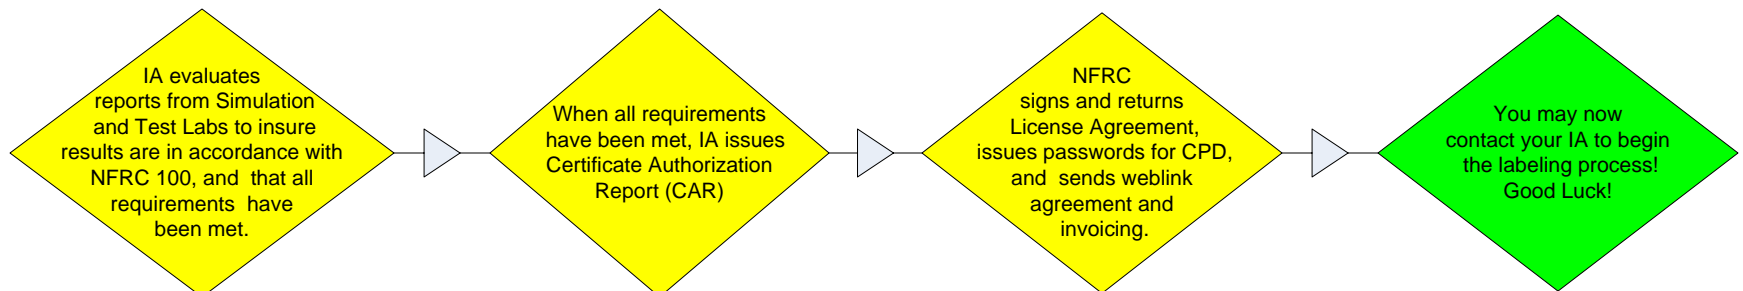 IA evaluates
reports from Simulation
and Test Labs to insure
results are in accordance with
NFRC 100, and  that all
requirements  have
been met.
When all requirements
have been met, IA issues
Certificate Authorization
Report (CAR)
NFRC
signs and returns
License Agreement,
issues passwords for CPD,
and  sends weblink
agreement and
invoicing.
You may now
contact your IA to begin
the labeling process!
Good Luck!